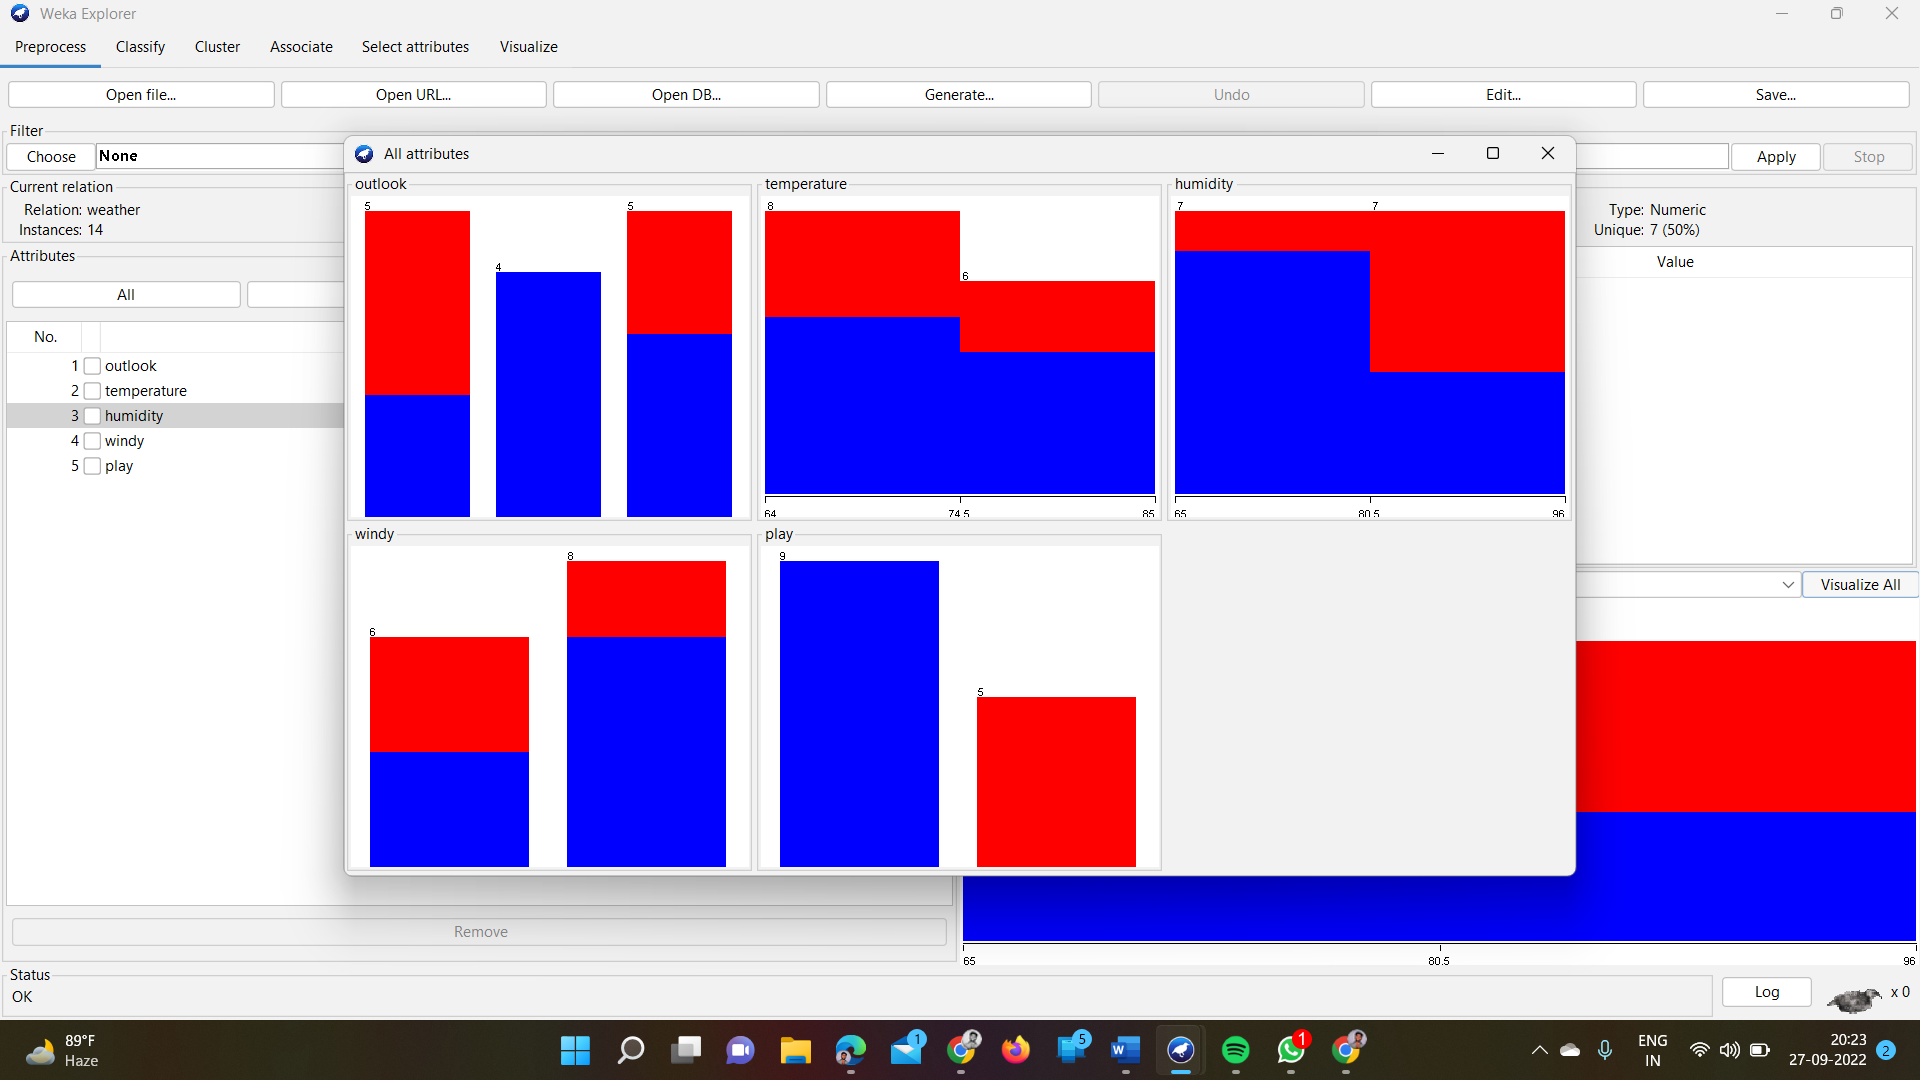 Weka Explorer
Preprocess Classify Cluster Associate Select attributes Visualize
Open file... Open URL... Open DB... Generate... Undo Edit... Save...
Filter
Choose None Apply Stop
All attributes
Current relation
Relation: weather
Instances: 14
Type: Numeric
Unique: 7 (50%)
Attributes
Value
All
No.
1 outlook
2 temperature
3 humidity
4 windy
5 play
outlook
5
4
5
temperature
8
6
64 74.5 85
humidity
7 7
65 80.5 96
windy
6
8
play
9
5
Visualize All
65 80.5 96
Remove
Status
OK
Log
x 0
89°F
Haze
1
5
1
ENG
IN
20:23
27-09-2022
2